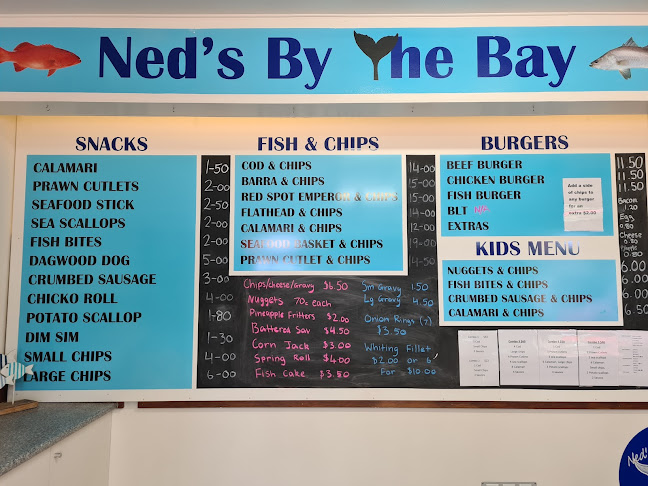 Ned's By The Bay
SNACKS
CALAMARI 1-50
PRAWN CUTLETS 2-00
SEAFOOD STICK 2-50
SEA SCALLOPS 2-00
FISH BITES 2-00
DAGWOOD DOG 5-00
CRUMBED SAUSAGE 3-00
CHICKO ROLL 4-00
POTATO SCALLOP 1-80
DIM SIM 1-30
SMALL CHIPS 4-00
LARGE CHIPS 6-00
FISH & CHIPS
COD & CHIPS 14-00
BARRA & CHIPS 15-00
RED SPOT EMPEROR & CHIPS 15-00
FLATHEAD & CHIPS 14-00
CALAMARI & CHIPS 12-00
SEAFOOD BASKET & CHIPS 19-00
PRAWN CUTLET & CHIPS 14-50
Chips/cheese/gravy $6.50
Nuggets 70c each
Pineapple Fritters $2.00
Battered Sav $4.50
Corn Jack $3.00
Spring Roll $4.00
Fish Cake $3.50
Sm Gravy 1.50
Lg Gravy 4.50
Onion Rings (7)
$3.50
Whiting Fillet
$2.00 or 6
For $10.00
BURGERS
BEEF BURGER 11.50
CHICKEN BURGER 11.50
FISH BURGER 11.50
BLT
EXTRAS
Add a side
of chips to
any burger
for an
extra $2.00
Bacon
1.20
Egg
0.80
Cheese
0.80
0.80
KIDS MENU
NUGGETS & CHIPS 6.00
FISH BITES & CHIPS 6.00
CRUMBED SAUSAGE & CHIPS 6.00
CALAMARI & CHIPS 6.50
Ned's